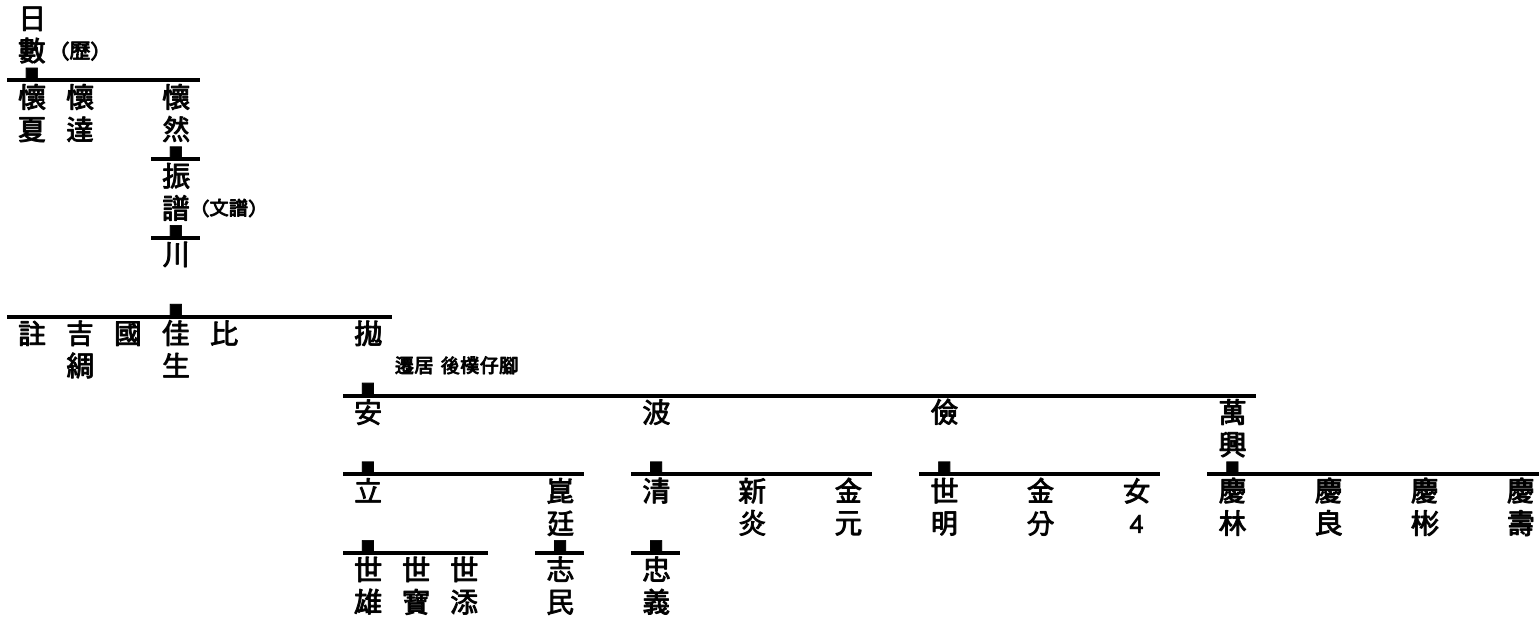 日數 (歷)
懷夏 懷達 懷然
振譜 (文譜)
川
註 吉綢 國 佳生 比 拋
遷居 後樸仔腳
安 波 儉 萬興
立 崑廷 清 新炎 金元 世明 金分 女4 慶林 慶良 慶彬 慶壽
世雄 世寶 世添 志民 忠義